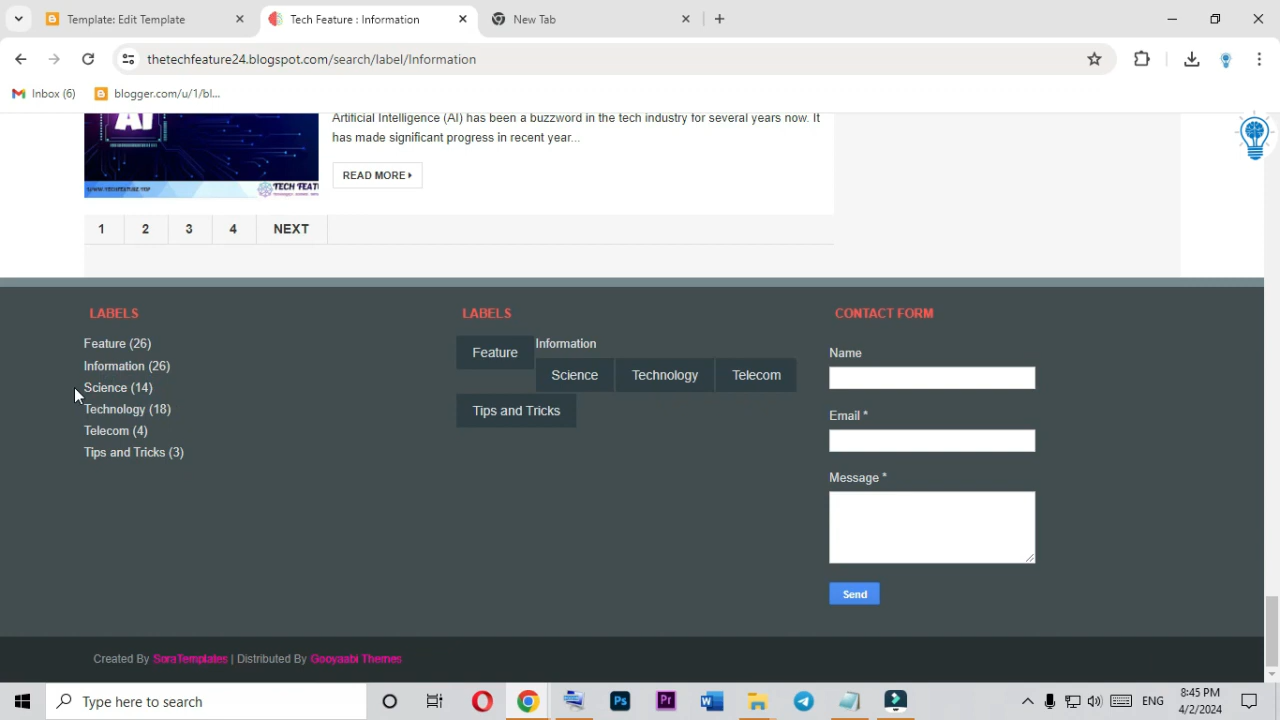 Template: Edit Template
Tech Feature : Information
New Tab
thetechfeature24.blogspot.com/search/label/Information
Inbox (6)
blogger.com/u/1/bl...
Artificial Intelligence (AI) has been a buzzword in the tech industry for several years now. It
has made significant progress in recent year...
READ MORE
1 2 3 4 NEXT
LABELS
Feature (26)
Information (26)
Science (14)
Technology (18)
Telecom (4)
Tips and Tricks (3)
LABELS
Feature
Information
Science
Technology
Telecom
Tips and Tricks
CONTACT FORM
Name
Email *
Message *
Send
Created By SoraTemplates | Distributed By Gooyaabi Themes
Type here to search
ENG
8:45 PM
4/2/2024